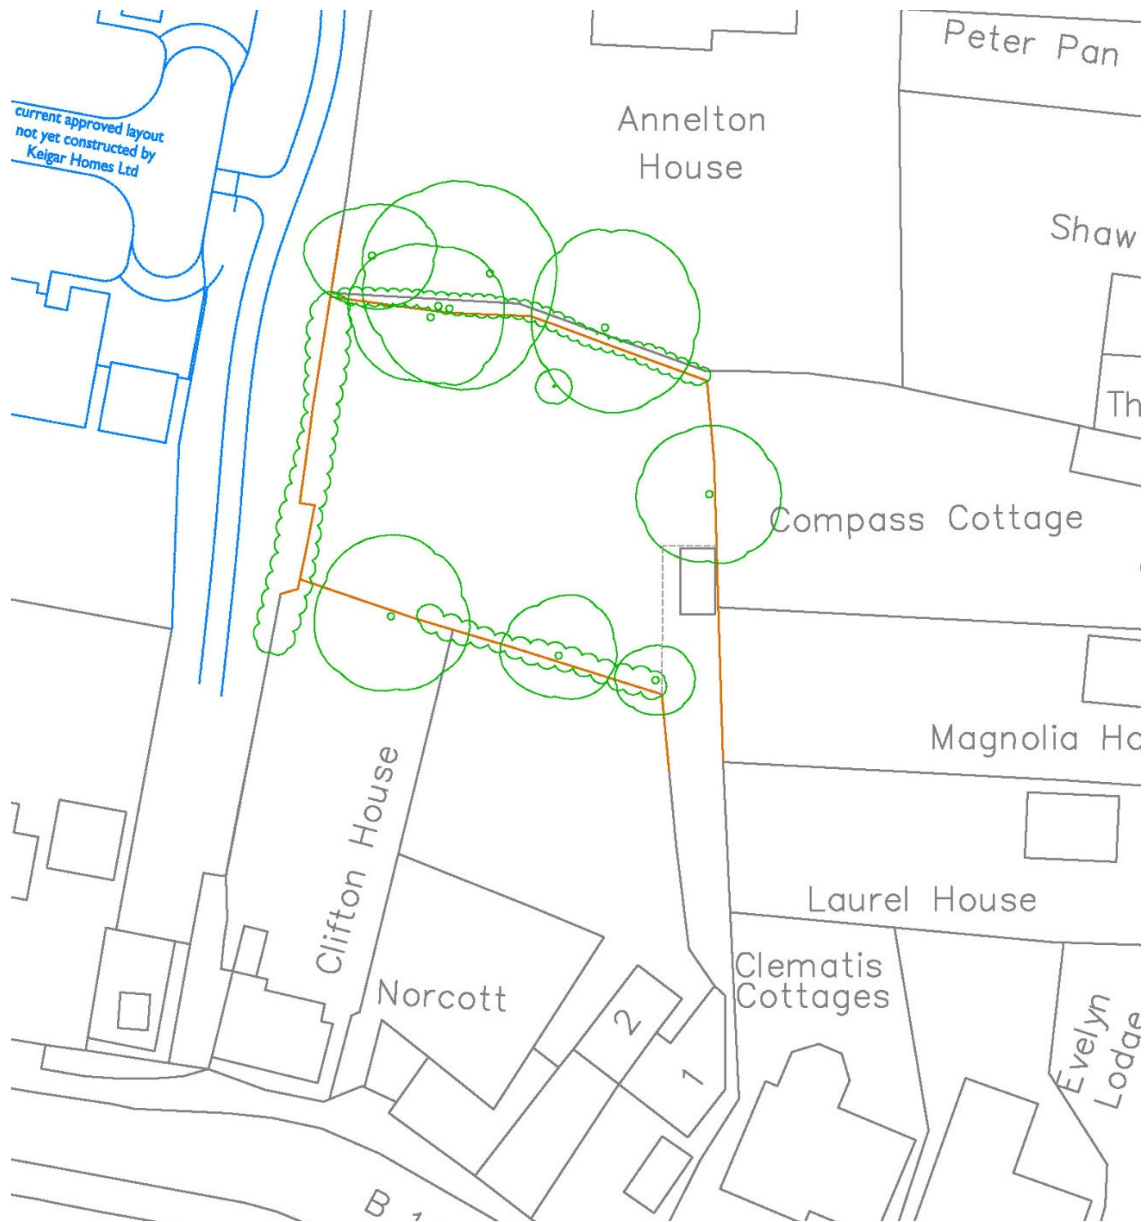 Peter Pan
current approved layout
not yet constructed by
Keigar Homes Ltd
Annelton
House
Shaw
Th
Compass Cottage
Magnolia Ho
Clifton House
Laurel House
Norcott
Clematis
Cottages
Evelyn
Lodge
2
1
B 1